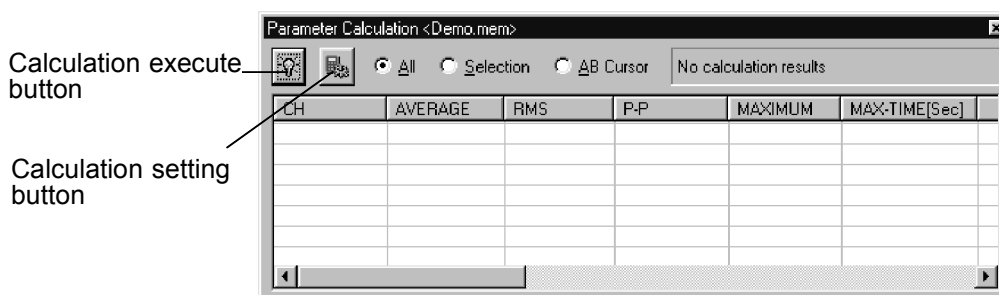 Parameter Calculation <Demo.mem>
Calculation execute
button
All Selection AB Cursor No calculation results
CH AVERAGE RMS P-P MAXIMUM MAX-TIME[Sec]
Calculation setting
button